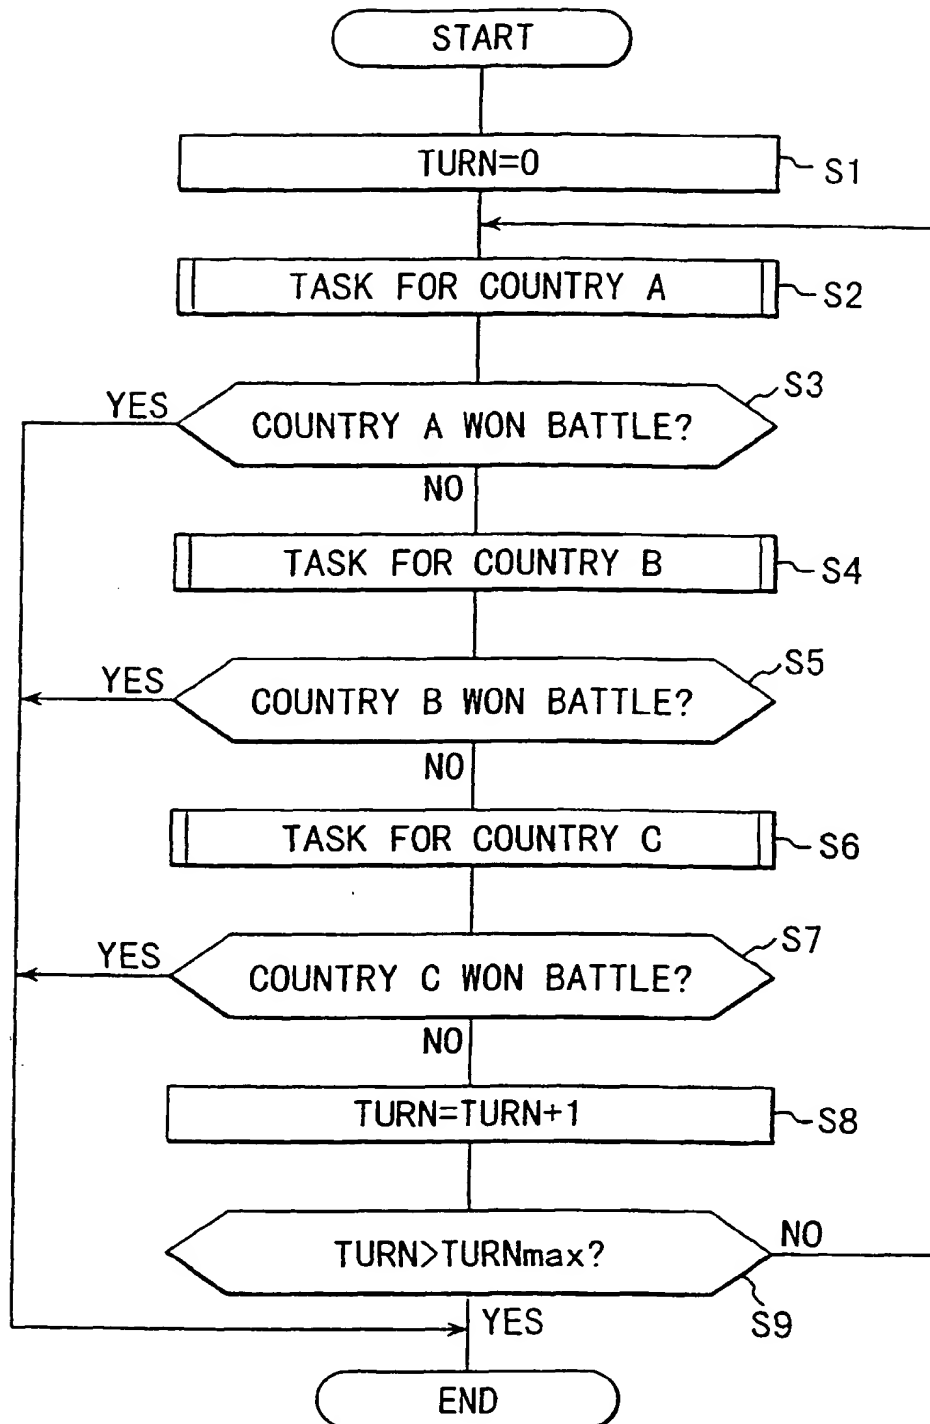 START
TURN=0
S1
TASK FOR COUNTRY A
S2
S3
YES
COUNTRY A WON BATTLE?
NO
TASK FOR COUNTRY B
S4
S5
YES
COUNTRY B WON BATTLE?
NO
TASK FOR COUNTRY C
S6
S7
YES
COUNTRY C WON BATTLE?
NO
TURN=TURN+1
S8
NO
TURN>TURNmax?
S9
YES
END